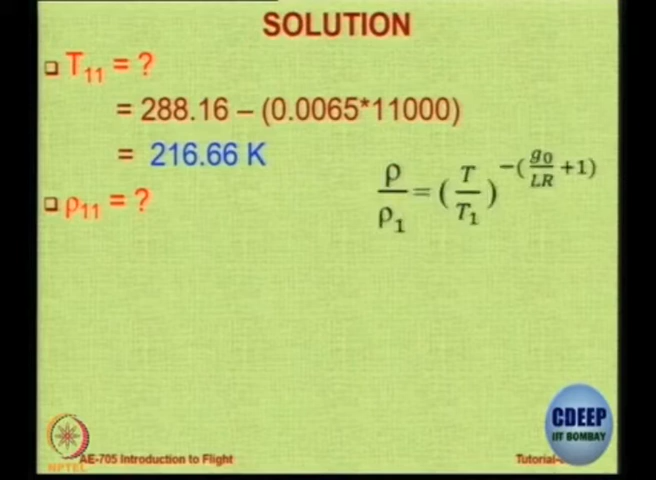 SOLUTION
❑ T₁₁ = ?
= 288.16 – (0.0065*11000)
= 216.66 K
❑ ρ₁₁ = ?
ρ/ρ₁ = (T/T₁)^−(g₀/LR +1)
CDEEP
IIT BOMBAY
NPTEL
AE-705 Introduction to Flight
Tutorial-